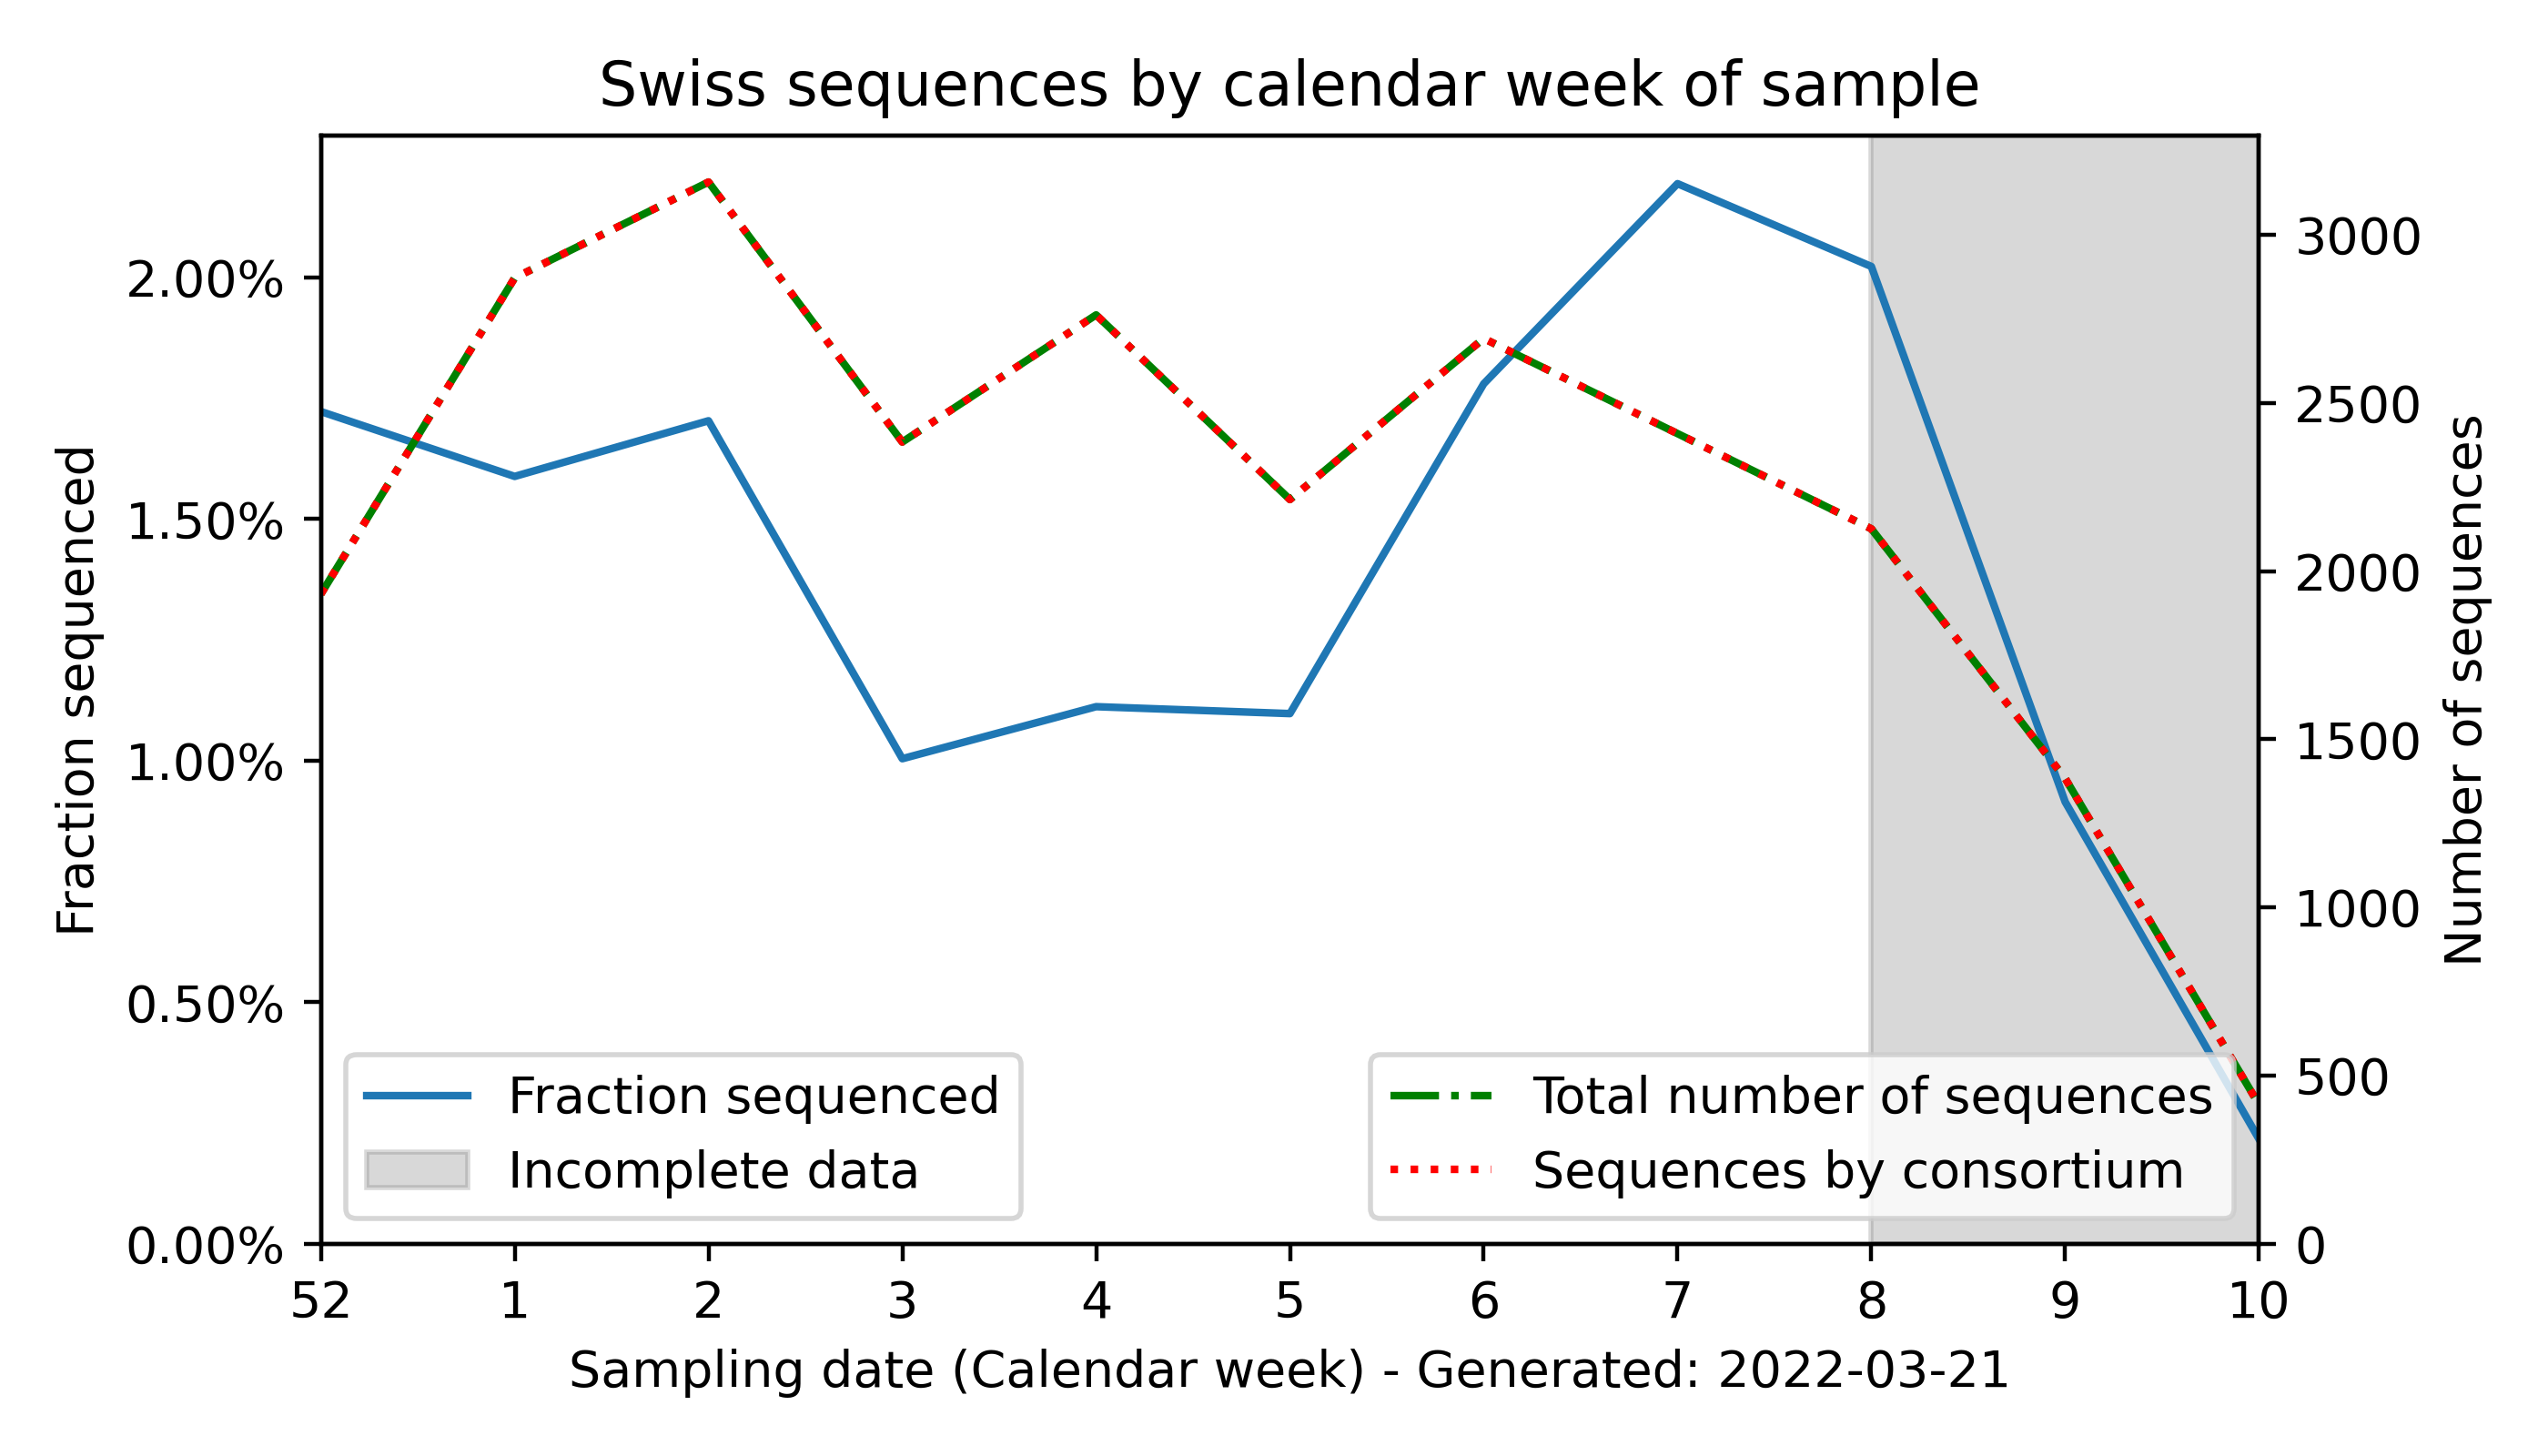 Swiss sequences by calendar week of sample
Fraction sequenced
2.00%
1.50%
1.00%
0.50%
0.00%
3000
2500
2000
1500
1000
500
0
Number of sequences
Fraction sequenced
Incomplete data
Total number of sequences
Sequences by consortium
52 1 2 3 4 5 6 7 8 9 10
Sampling date (Calendar week) - Generated: 2022-03-21